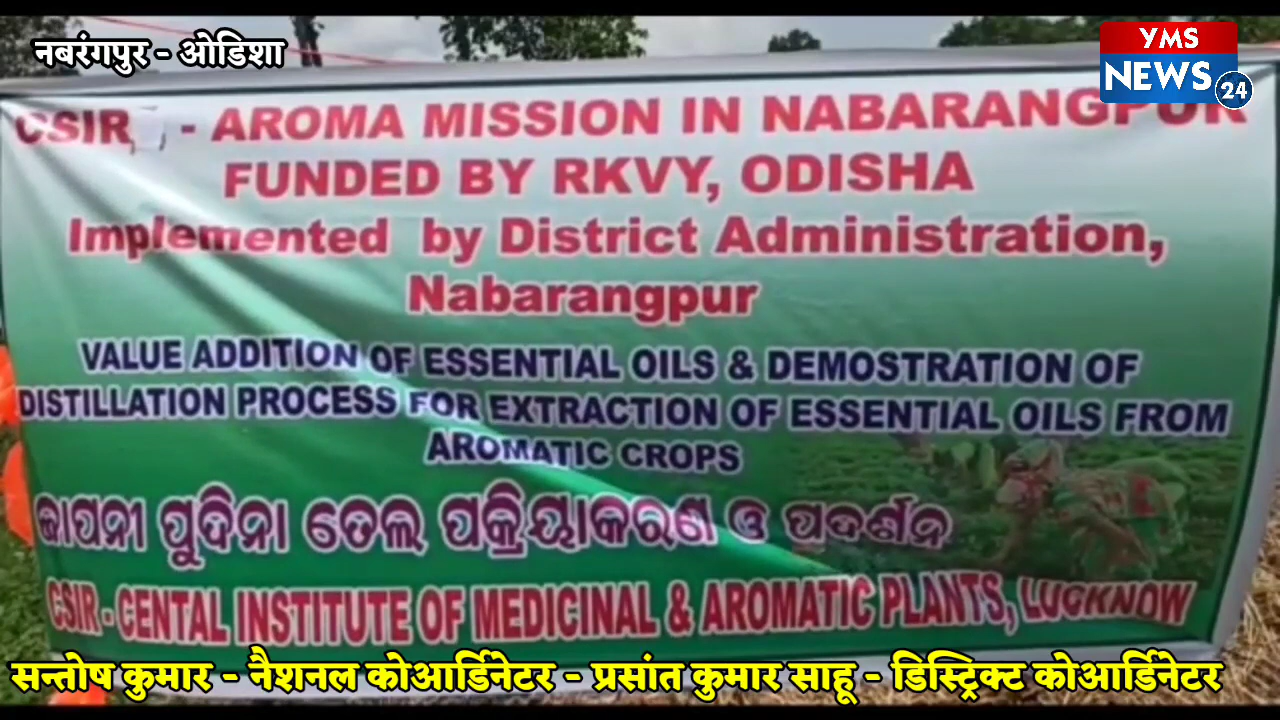 नबरंगपुर - ओडिशा
YMS
NEWS 24
CSIR, - AROMA MISSION IN NABARANGPUR
FUNDED BY RKVY, ODISHA
Implemented by District Administration,
Nabarangpur
VALUE ADDITION OF ESSENTIAL OILS & DEMOSTRATION OF
DISTILLATION PROCESS FOR EXTRACTION OF ESSENTIAL OILS FROM
AROMATIC CROPS
ଜାପନୀ ପୁଦିନା ତେଲ ପକ୍ରିୟାକରଣ ଓ ପଦର୍ଶନ
CSIR - CENTAL INSTITUTE OF MEDICINAL & AROMATIC PLANTS, LUCKNOW
सन्तोष कुमार - नैशनल कोआर्डिनेटर - प्रसांत कुमार साहू - डिस्ट्रिक्ट कोआर्डिनेटर